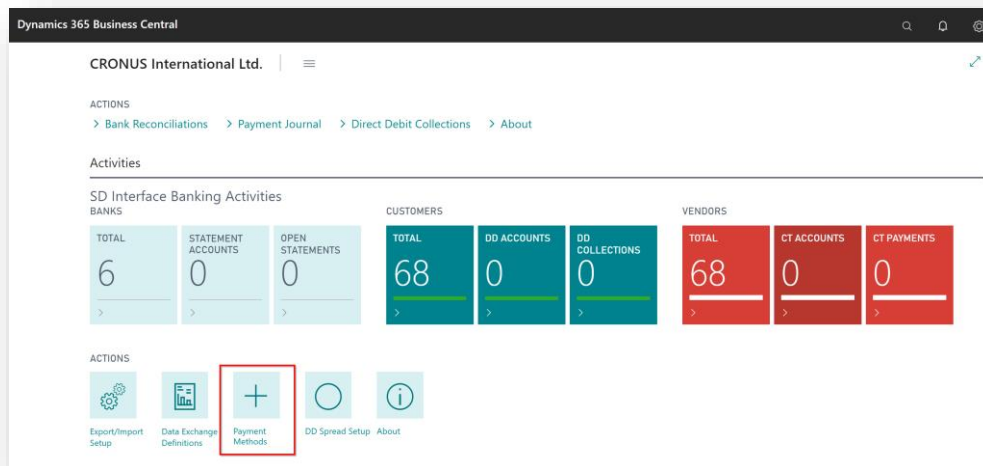 Dynamics 365 Business Central
CRONUS International Ltd.
ACTIONS
> Bank Reconciliations > Payment Journal > Direct Debit Collections > About
Activities
SD Interface Banking Activities
BANKS
TOTAL
6
STATEMENT
ACCOUNTS
0
OPEN
STATEMENTS
0
CUSTOMERS
TOTAL
68
DD ACCOUNTS
0
DD
COLLECTIONS
0
VENDORS
TOTAL
68
CT ACCOUNTS
0
CT PAYMENTS
0
ACTIONS
Export/Import
Setup
Data Exchange
Definitions
Payment
Methods
DD Spread Setup
About